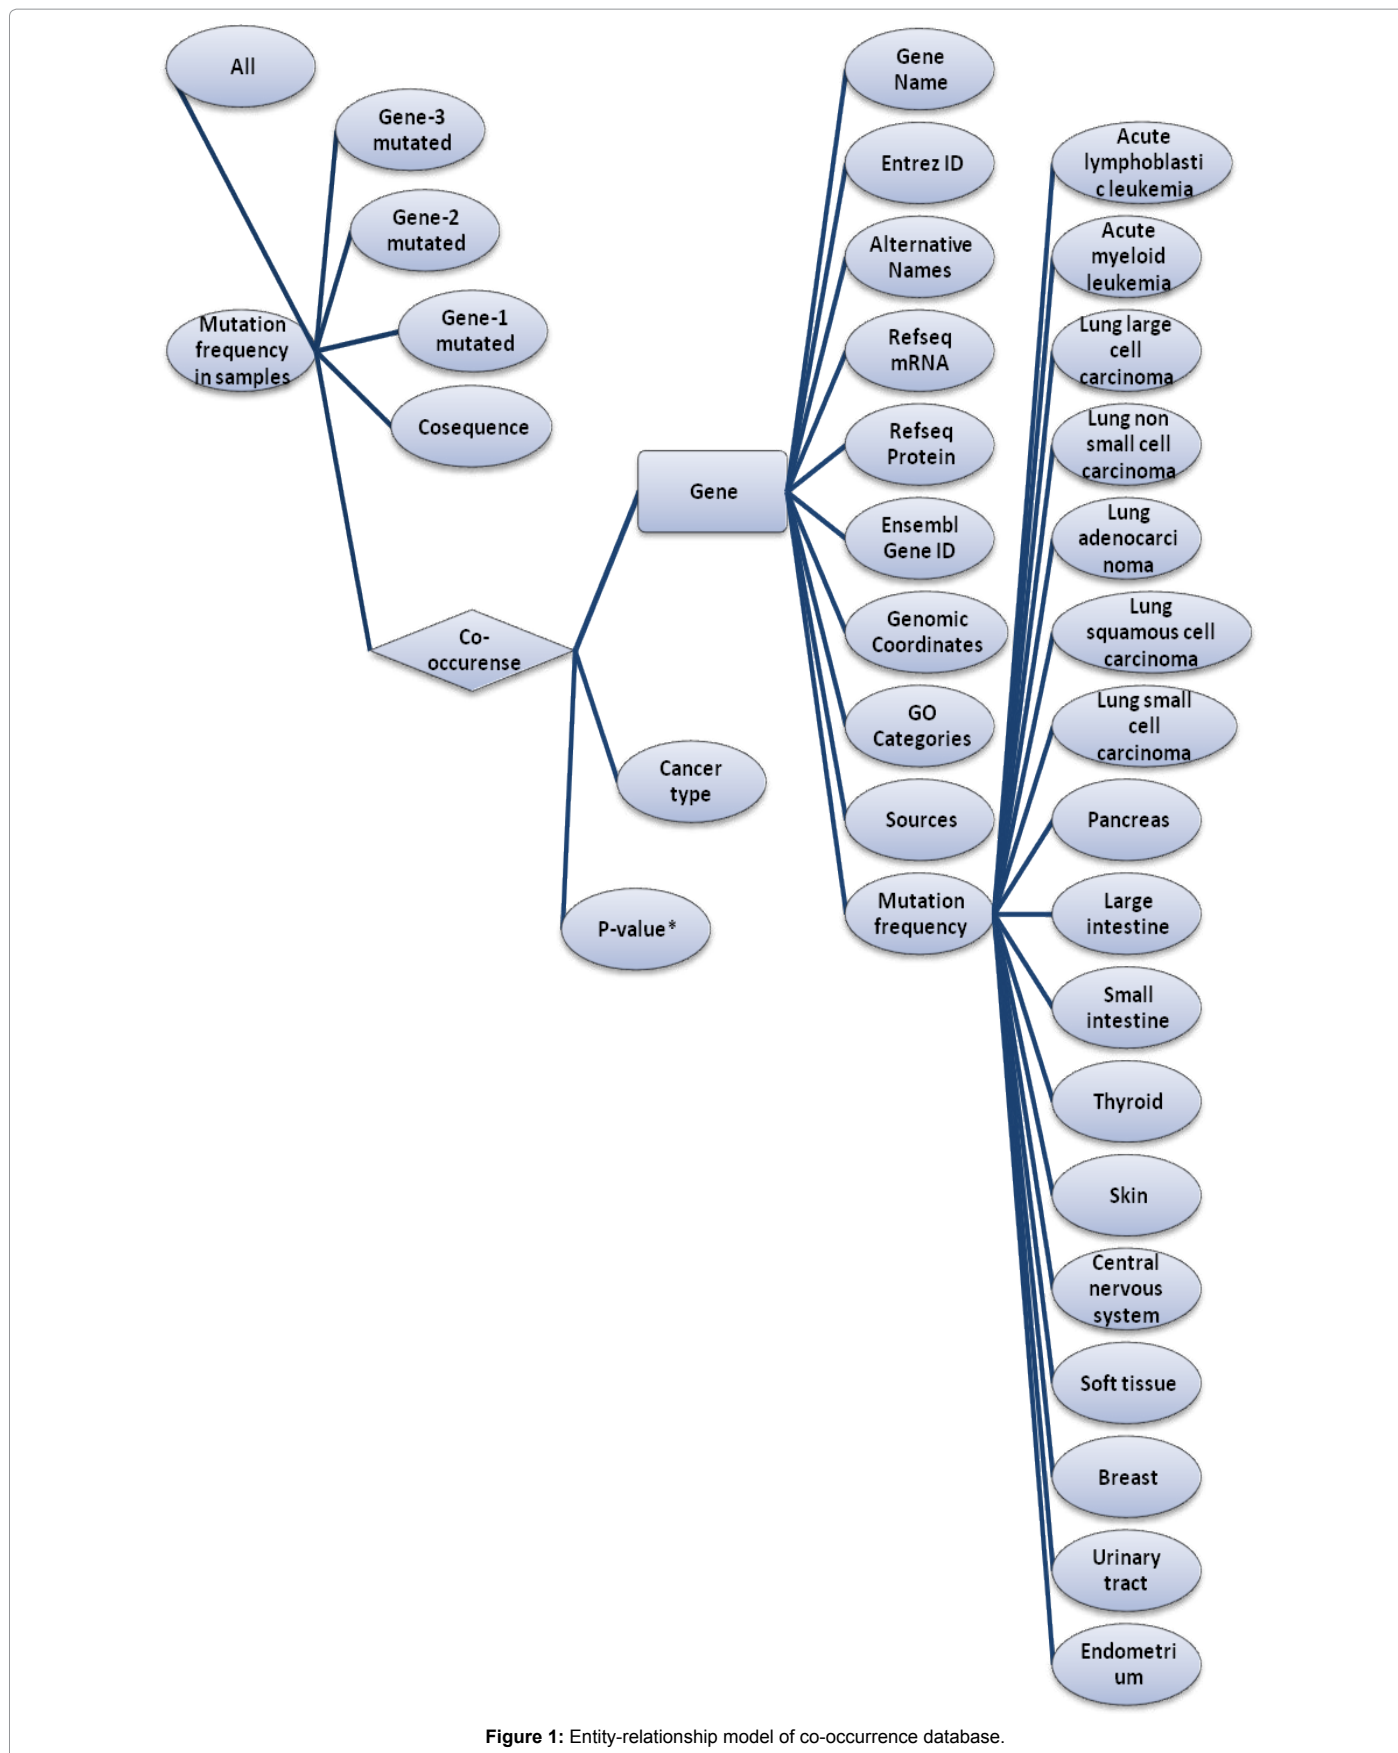 All
Gene-3
mutated
Gene-2
mutated
Gene-1
mutated
Mutation
frequency
in samples
Cosequence
Co-
occurense
Gene
Cancer
type
P-value*
Gene
Name
Entrez ID
Alternative
Names
Refseq
mRNA
Refseq
Protein
Ensembl
Gene ID
Genomic
Coordinates
GO
Categories
Sources
Mutation
frequency
Acute
lymphoblasti
c leukemia
Acute
myeloid
leukemia
Lung large
cell
carcinoma
Lung non
small cell
carcinoma
Lung
adenocarci
noma
Lung
squamous cell
carcinoma
Lung small
cell
carcinoma
Pancreas
Large
intestine
Small
intestine
Thyroid
Skin
Central
nervous
system
Soft tissue
Breast
Urinary
tract
Endometri
um
Figure 1: Entity-relationship model of co-occurrence database.